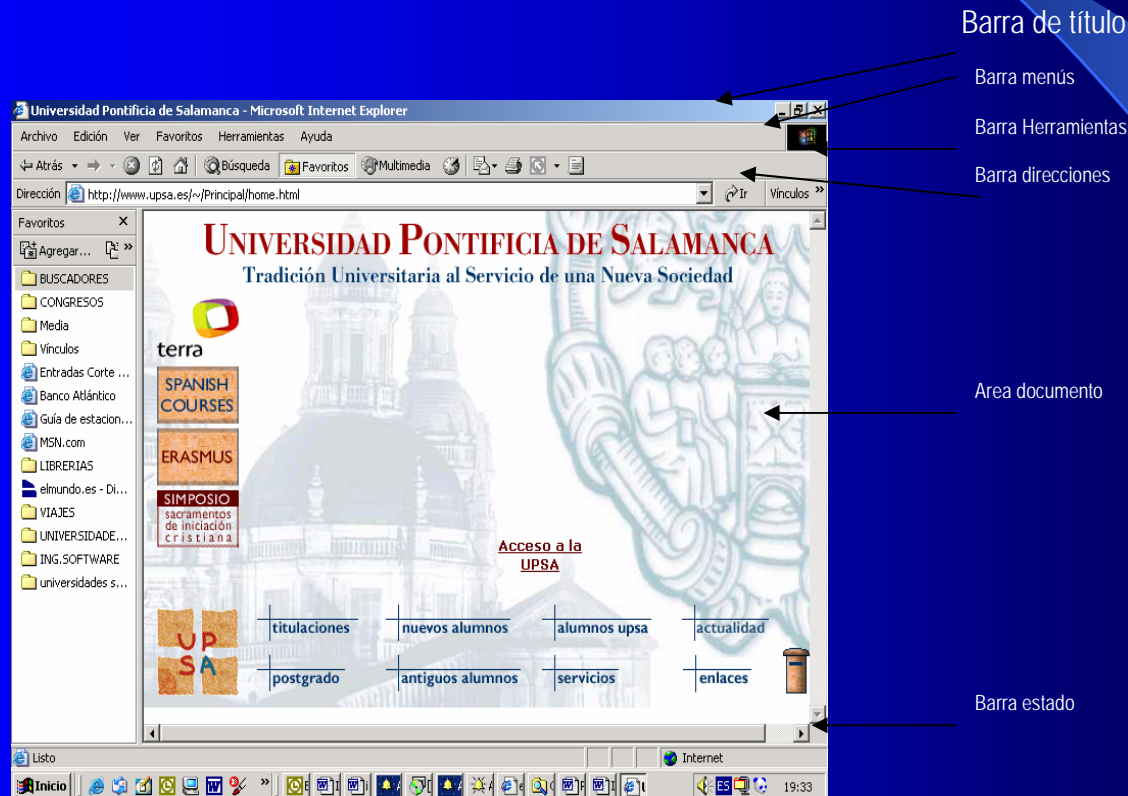 Barra de título
Barra menús
Barra Herramientas
Barra direcciones
Area documento
Barra estado
Universidad Pontificia de Salamanca - Microsoft Internet Explorer
Archivo Edición Ver Favoritos Herramientas Ayuda
Atrás Búsqueda Favoritos Multimedia
Dirección http://www.upsa.es/~/Principal/home.html Ir Vínculos »
Favoritos X
Agregar... »
BUSCADORES
CONGRESOS
Media
Vínculos
Entradas Corte ...
Banco Atlántico
Guía de estacion...
MSN.com
LIBRERIAS
elmundo.es - Di...
VIAJES
UNIVERSIDADE...
ING.SOFTWARE
universidades s...
UNIVERSIDAD PONTIFICIA DE SALAMANCA
Tradición Universitaria al Servicio de una Nueva Sociedad
terra
SPANISH
COURSES
ERASMUS
SIMPOSIO
sacramentos
de iniciación
cristiana
Acceso a la
UPSA
UP
SA
titulaciones nuevos alumnos alumnos upsa actualidad
postgrado antiguos alumnos servicios enlaces
Listo Internet
Inicio » ES 19:33